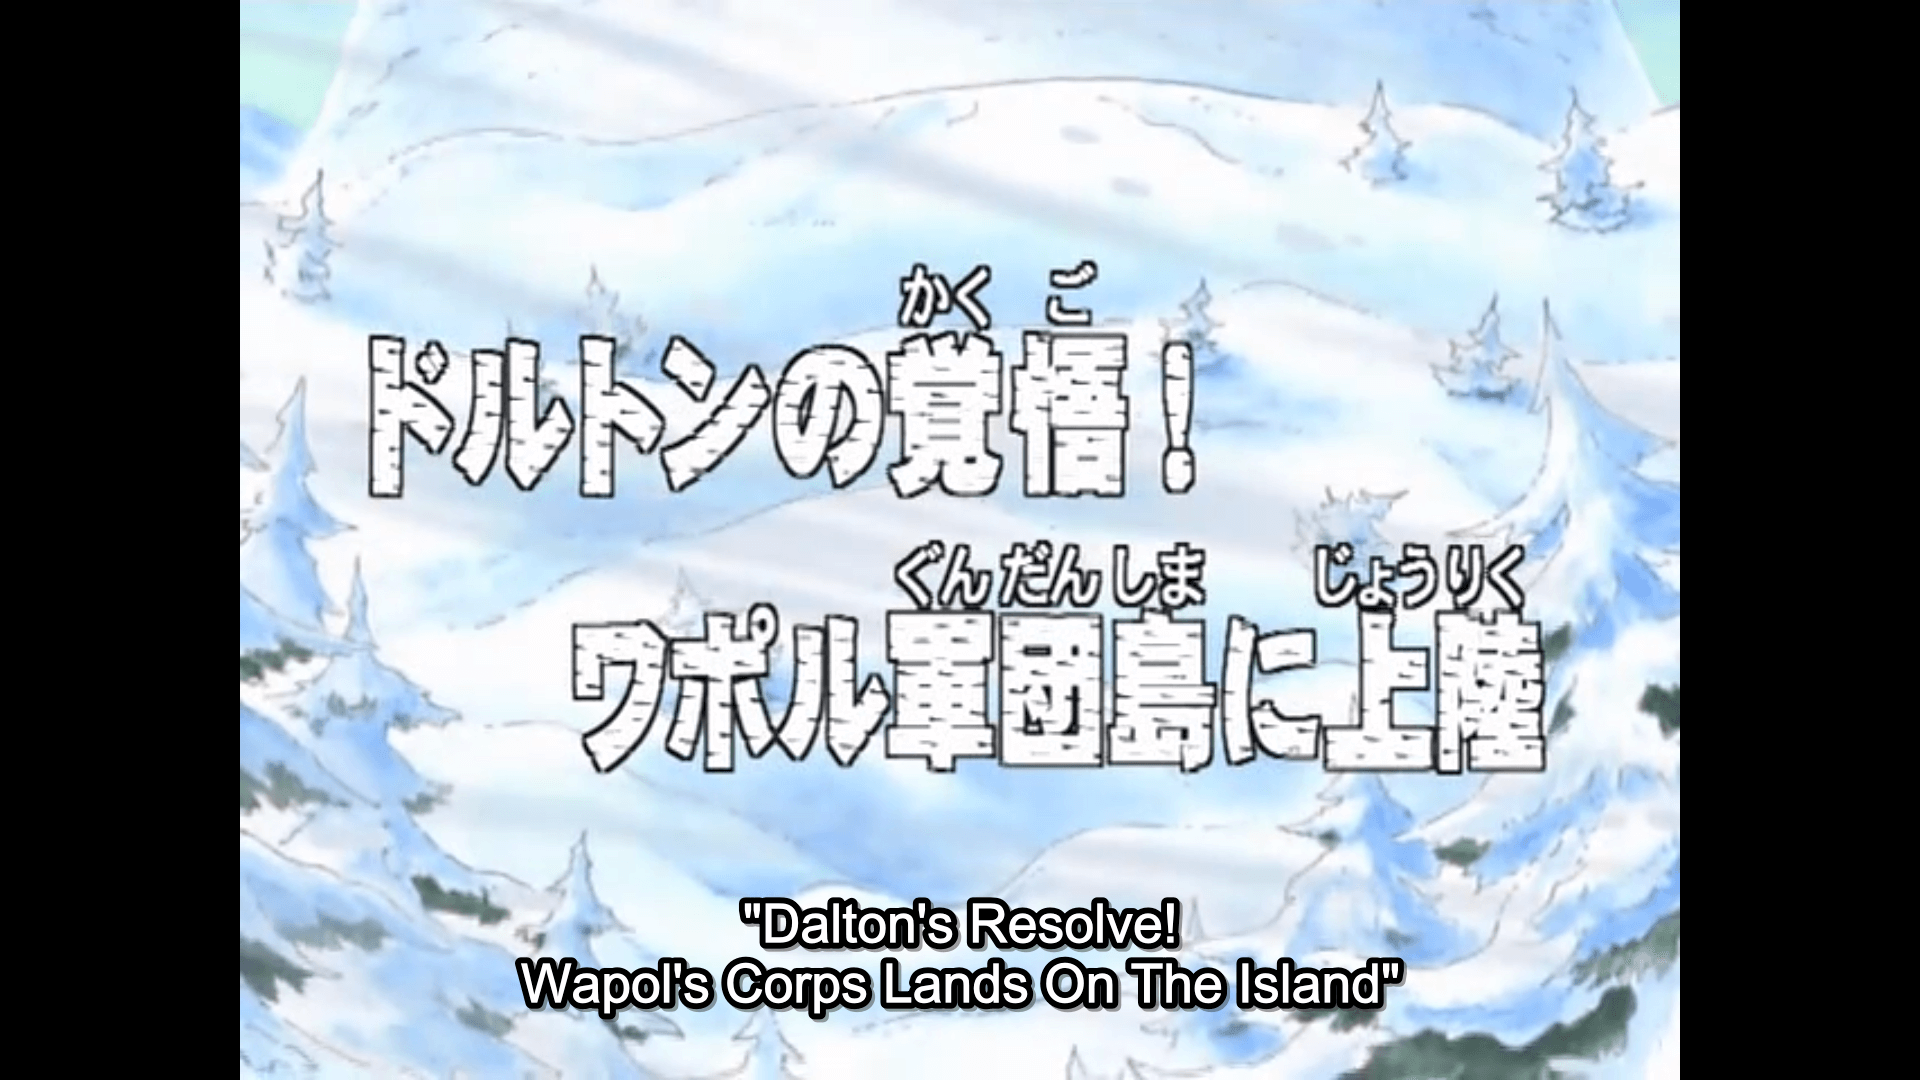 かくご
ドルトンの覚悟!
ぐんだんしま じょうりく
ワポル軍団島に上陸
"Dalton's Resolve!
Wapol's Corps Lands On The Island"